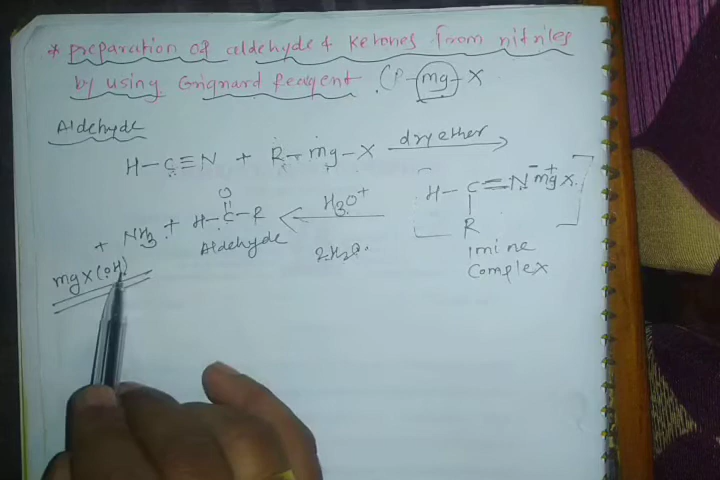 * preparation of aldehyde & Ketones from nitriles
by using Grignard Reagent. (R-mg-X
Aldehyde
H-C≡N + R-mg-X dry ether
H-C=N⁻ mg⁺X
R
Imine
Complex
H₃O⁺
2H₂O
O
+ NH₃ + H-C-R
Aldehyde
mgX(OH)